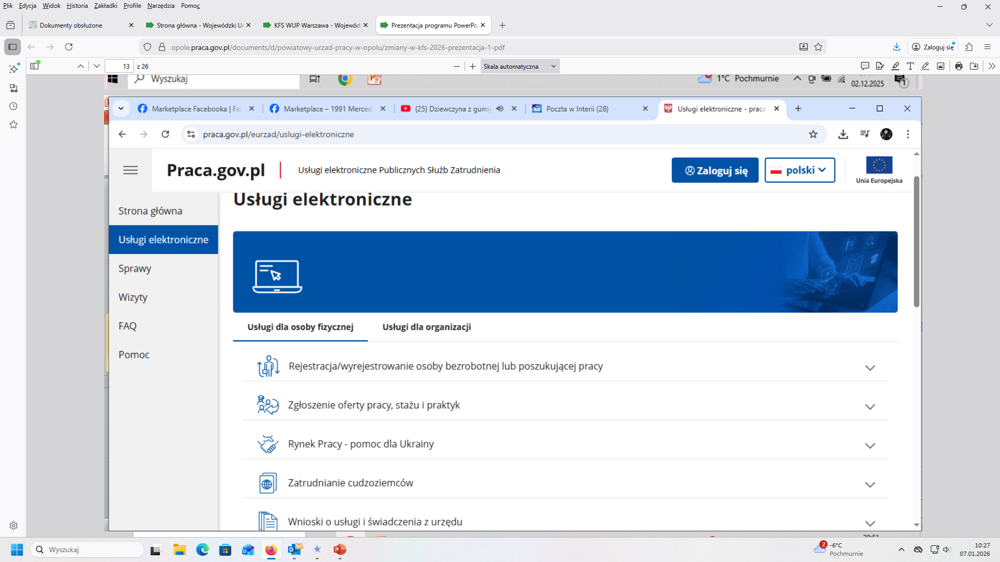 Plik Edycja Widok Historia Zakładki Profile Narzędzia Pomoc
Dokumenty obsłużone
Strona główna - Wojewódzki Ur
KFS WUP Warszawa - Wojewódz
Prezentacja programu PowerPoi
opole.praca.gov.pl/documents/d/powiatowy-urzad-pracy-w-opolu/zmiany-w-kfs-2026-prezentacja-1-pdf
Zaloguj się
13 z 26
Skala automatyczna
Wyszukaj
1°C Pochmurnie
02.12.2025
1
Marketplace Facebooka | Fa
Marketplace – 1991 Merced
(25) Dziewczyna z gumij
Poczta w Interii (28)
Usługi elektroniczne - praca
praca.gov.pl/eurzad/uslugi-elektroniczne
Praca.gov.pl
Usługi elektroniczne Publicznych Służb Zatrudnienia
Zaloguj się
polski
Unia Europejska
Strona główna
Usługi elektroniczne
Sprawy
Wizyty
FAQ
Pomoc
Usługi elektroniczne
Usługi dla osoby fizycznej
Usługi dla organizacji
Rejestracja/wyrejestrowanie osoby bezrobotnej lub poszukującej pracy
Zgłoszenie oferty pracy, stażu i praktyk
Rynek Pracy - pomoc dla Ukrainy
Zatrudnianie cudzoziemców
Wnioski o usługi i świadczenia z urzędu
Wyszukaj
2
-6°C
Pochmurnie
10:27
07.01.2026